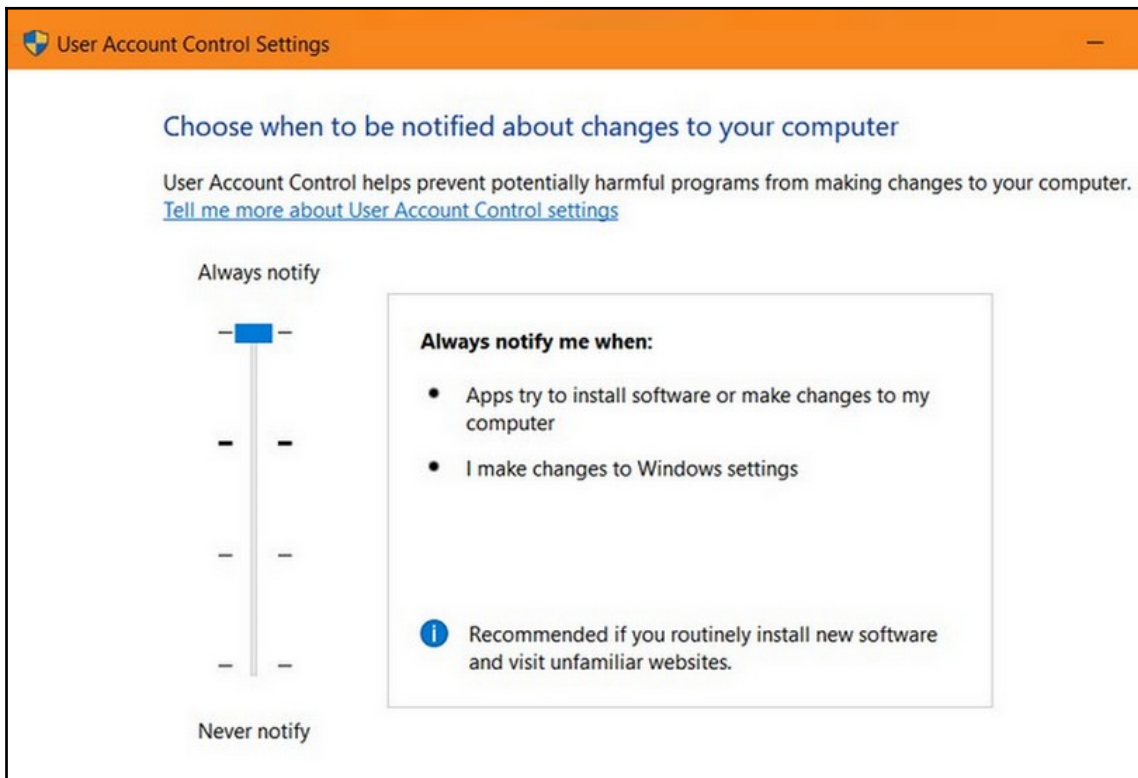 User Account Control Settings
Choose when to be notified about changes to your computer
User Account Control helps prevent potentially harmful programs from making changes to your computer.
Tell me more about User Account Control settings
Always notify
Always notify me when:
Apps try to install software or make changes to my
computer
I make changes to Windows settings
Recommended if you routinely install new software
and visit unfamiliar websites.
Never notify